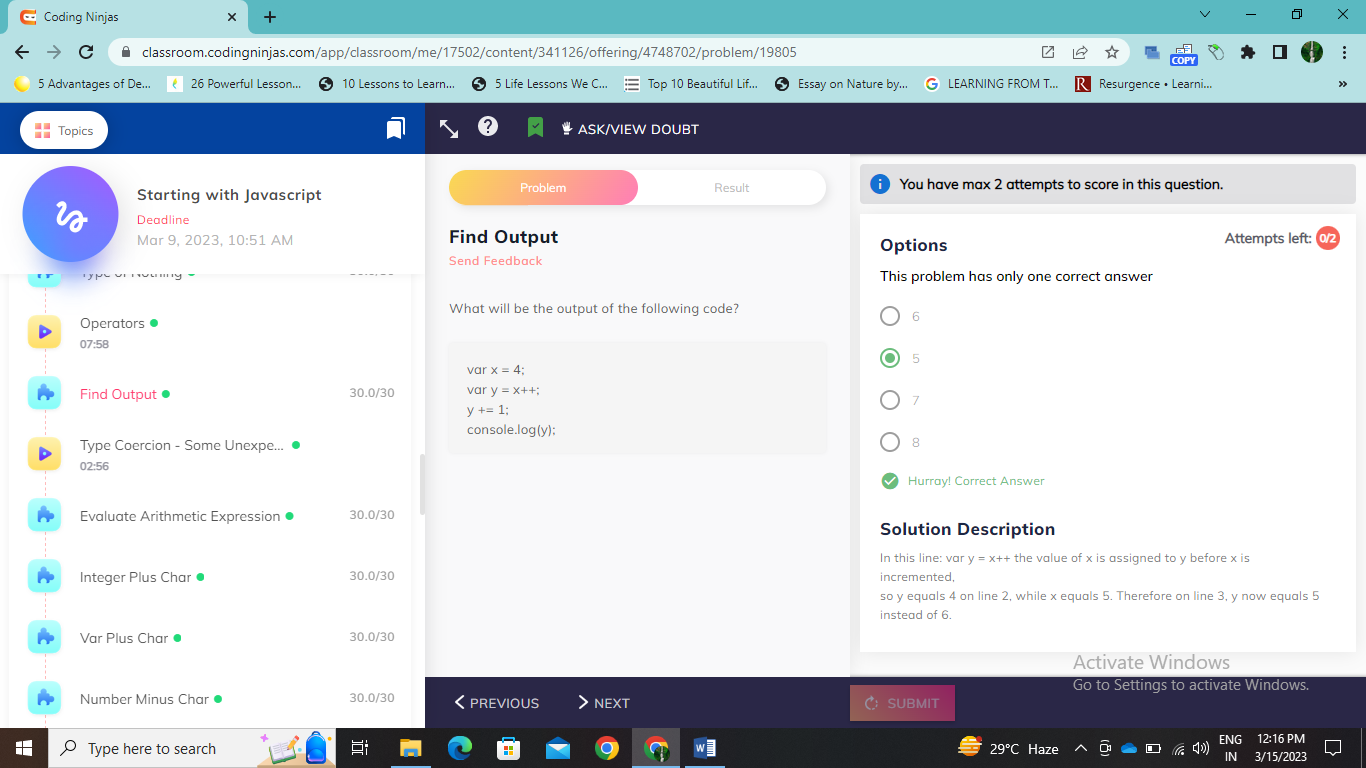 Coding Ninjas
classroom.codingninjas.com/app/classroom/me/17502/content/341126/offering/4748702/problem/19805
COPY
5 Advantages of De...
26 Powerful Lesson...
10 Lessons to Learn...
5 Life Lessons We C...
Top 10 Beautiful Lif...
Essay on Nature by...
LEARNING FROM T...
Resurgence • Learni...
»
Topics
ASK/VIEW DOUBT
Starting with Javascript
Deadline
Mar 9, 2023, 10:51 AM
Type of Nothing 30.0/30
Operators
07:58
Find Output 30.0/30
Type Coercion - Some Unexpe...
02:56
Evaluate Arithmetic Expression 30.0/30
Integer Plus Char 30.0/30
Var Plus Char 30.0/30
Number Minus Char 30.0/30
Problem
Result
Find Output
Send Feedback
What will be the output of the following code?
var x = 4;
var y = x++;
y += 1;
console.log(y);
PREVIOUS
NEXT
You have max 2 attempts to score in this question.
Options
Attempts left: 0/2
This problem has only one correct answer
6
5
7
8
Hurray! Correct Answer
Solution Description
In this line: var y = x++ the value of x is assigned to y before x is
incremented,
so y equals 4 on line 2, while x equals 5. Therefore on line 3, y now equals 5
instead of 6.
Activate Windows
Go to Settings to activate Windows.
SUBMIT
Type here to search
29°C Haze
ENG
IN
12:16 PM
3/15/2023